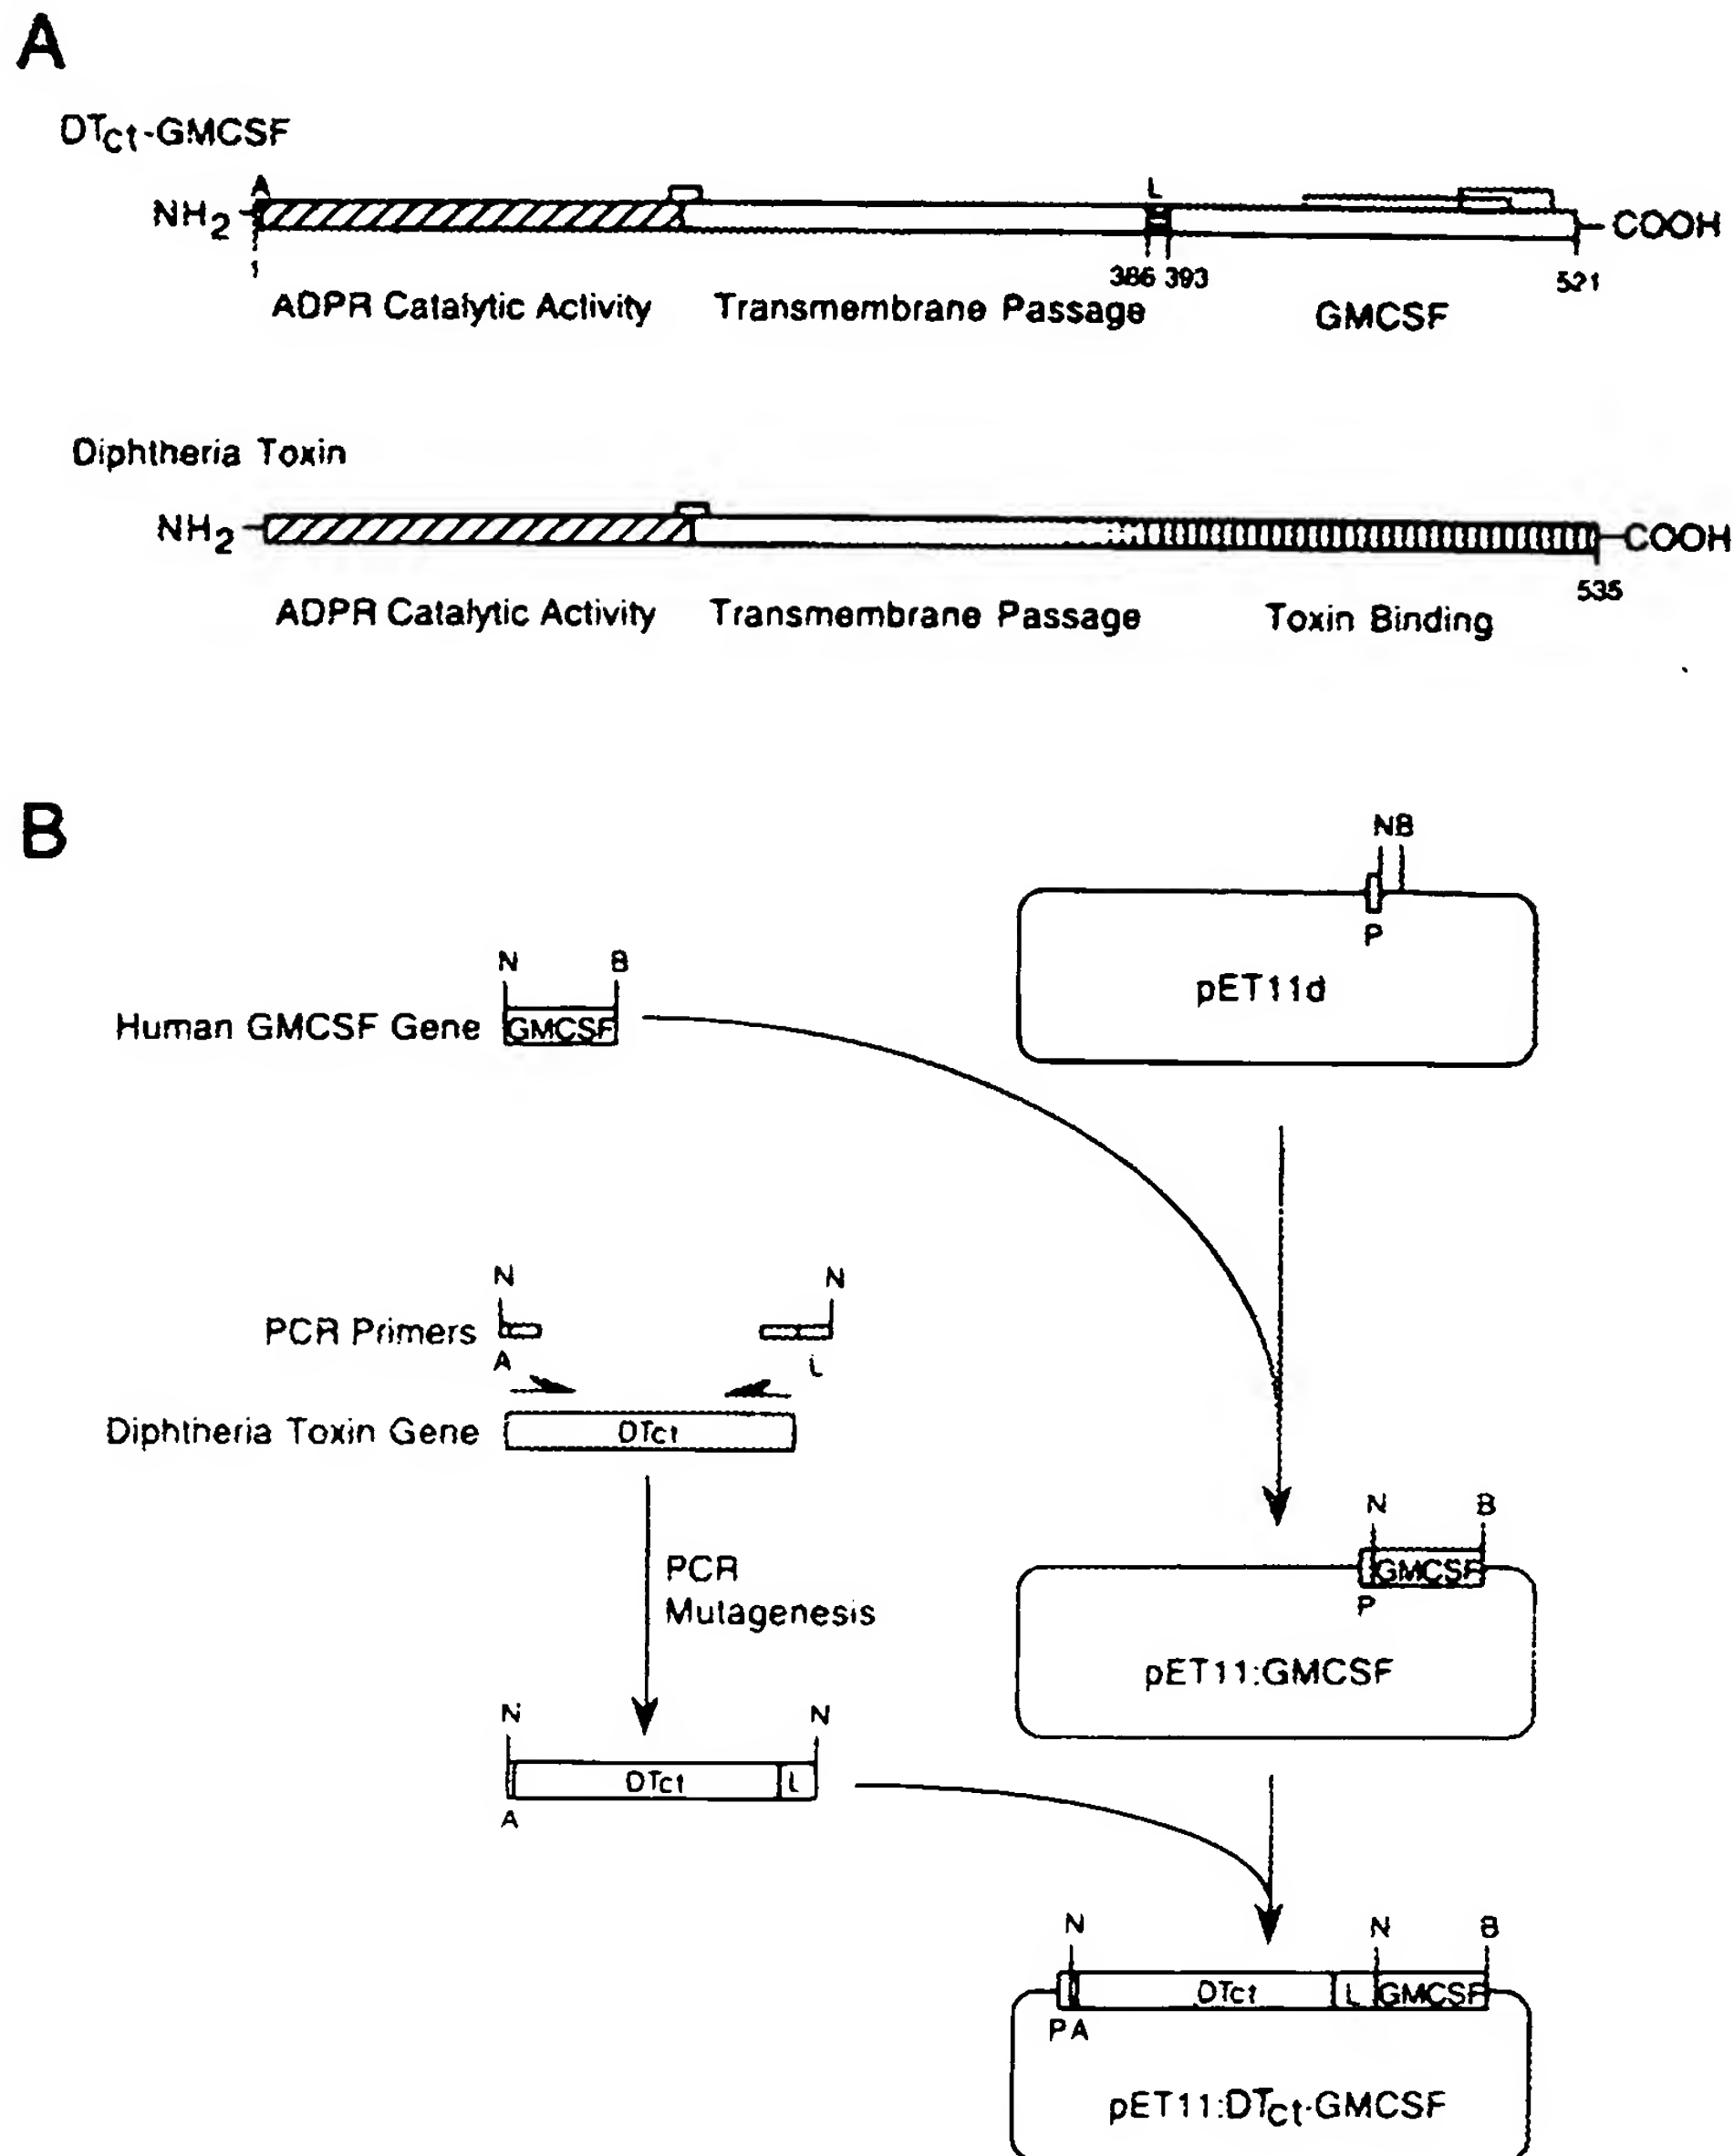 A
DTct-GMCSF
A
L
NH2
COOH
1
386 393
521
ADPR Catalytic Activity
Transmembrane Passage
GMCSF
Diphtheria Toxin
NH2
COOH
535
ADPR Catalytic Activity
Transmembrane Passage
Toxin Binding
B
NB
P
pET11d
N
B
Human GMCSF Gene
GMCSF
N
N
PCR Primers
A
L
Diphtheria Toxin Gene
DTct
N
B
GMCSF
P
PCR
Mutagenesis
pET11:GMCSF
N
N
DTct
L
A
N
N
B
DTct
L
GMCSF
PA
pET11:DTct-GMCSF